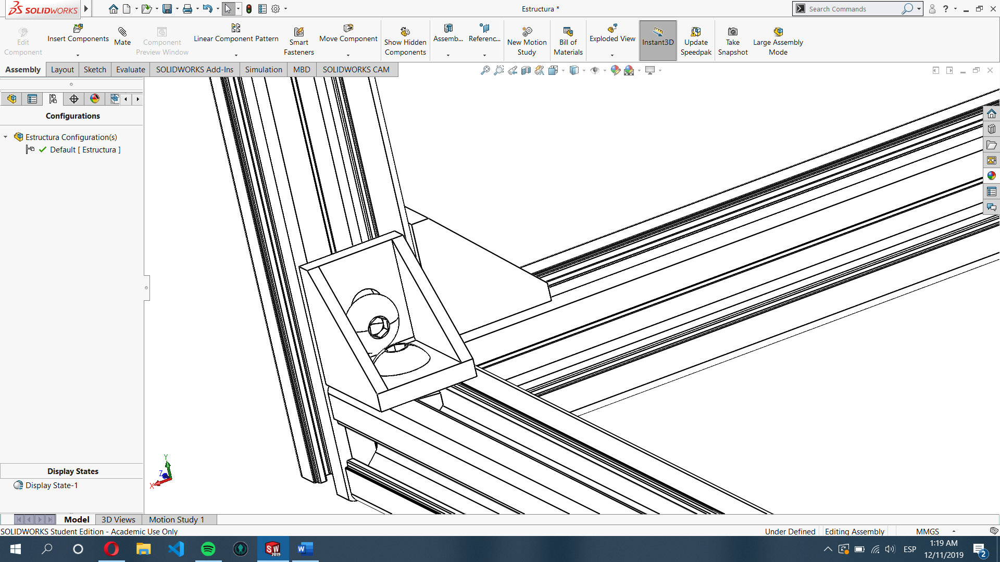 SOLIDWORKS
Estructura *
Search Commands
?
Edit Component
Insert Components
Mate
Component Preview Window
Linear Component Pattern
Smart Fasteners
Move Component
Show Hidden Components
Assemb...
Referenc...
New Motion Study
Bill of Materials
Exploded View
Instant3D
Update Speedpak
Take Snapshot
Large Assembly Mode
Assembly
Layout
Sketch
Evaluate
SOLIDWORKS Add-Ins
Simulation
MBD
SOLIDWORKS CAM
Configurations
Estructura Configuration(s)
Default [ Estructura ]
Y
Z
X
Display States
Display State-1
Model
3D Views
Motion Study 1
SOLIDWORKS Student Edition - Academic Use Only
Under Defined
Editing Assembly
MMGS
SW
2019
W
ESP
1:19 AM
12/11/2019
2